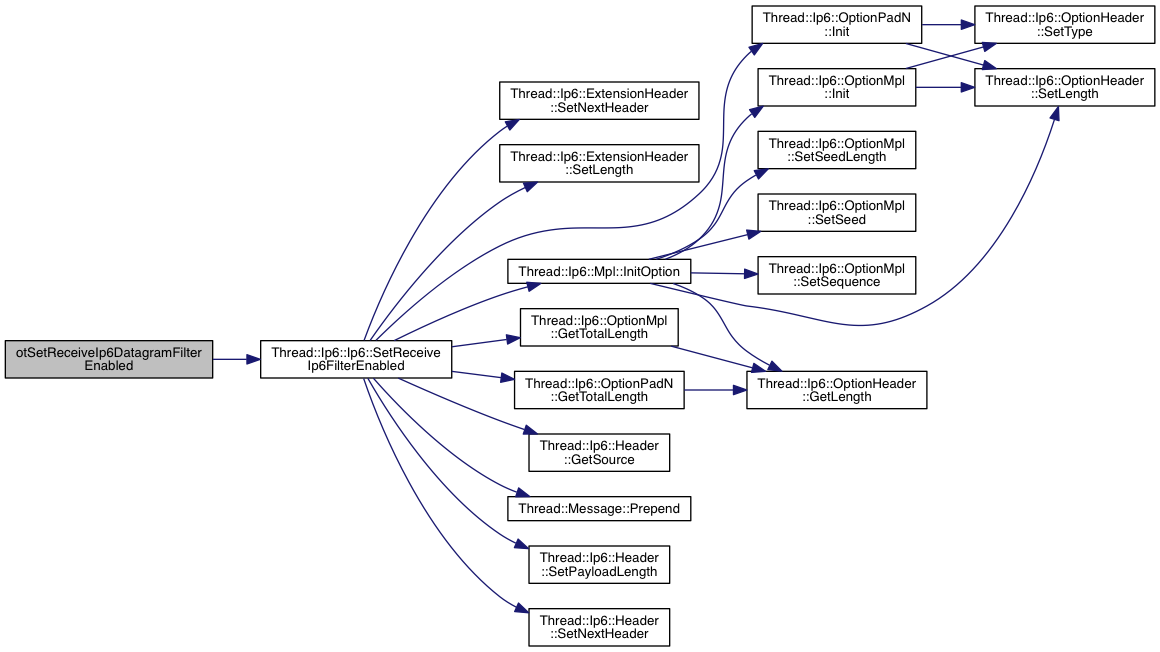 otSetReceiveIp6DatagramFilter
Enabled
Thread::Ip6::Ip6::SetReceive
Ip6FilterEnabled
Thread::Ip6::ExtensionHeader
::SetNextHeader
Thread::Ip6::ExtensionHeader
::SetLength
Thread::Ip6::Mpl::InitOption
Thread::Ip6::OptionMpl
::GetTotalLength
Thread::Ip6::OptionPadN
::GetTotalLength
Thread::Ip6::Header
::GetSource
Thread::Message::Prepend
Thread::Ip6::Header
::SetPayloadLength
Thread::Ip6::Header
::SetNextHeader
Thread::Ip6::OptionPadN
::Init
Thread::Ip6::OptionMpl
::Init
Thread::Ip6::OptionMpl
::SetSeedLength
Thread::Ip6::OptionMpl
::SetSeed
Thread::Ip6::OptionMpl
::SetSequence
Thread::Ip6::OptionHeader
::GetLength
Thread::Ip6::OptionHeader
::SetType
Thread::Ip6::OptionHeader
::SetLength